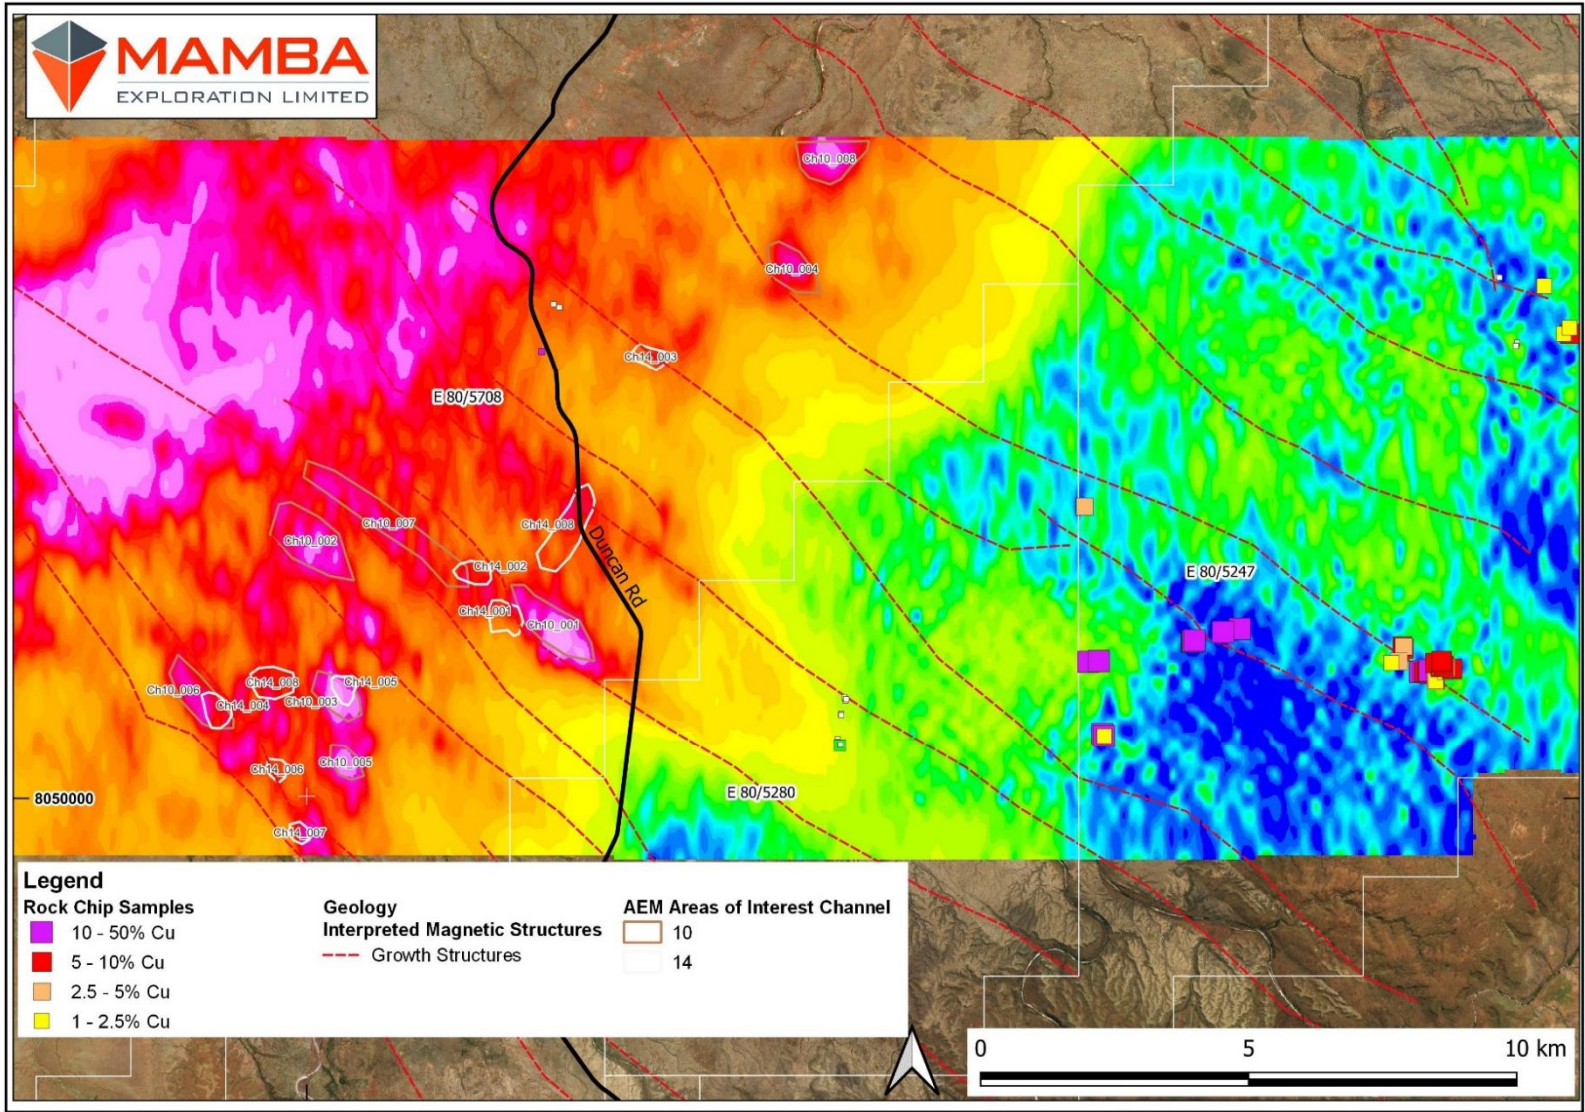 MAMBA
EXPLORATION LIMITED
Ch10_008
Ch10_004
Ch14_003
E 80/5708
Ch10_007
Ch14_008
Ch10_002
Duncan Rd
Ch14_002
E 80/5247
Ch14_001
Ch10_001
Ch10_006
Ch14_008
Ch14_005
Ch10_003
Ch14_004
Ch10_005
Ch14_006
E 80/5280
8050000
Ch14_007
Legend
Rock Chip Samples
10 - 50% Cu
5 - 10% Cu
2.5 - 5% Cu
1 - 2.5% Cu
Geology
Interpreted Magnetic Structures
Growth Structures
AEM Areas of Interest Channel
10
14
0 5 10 km